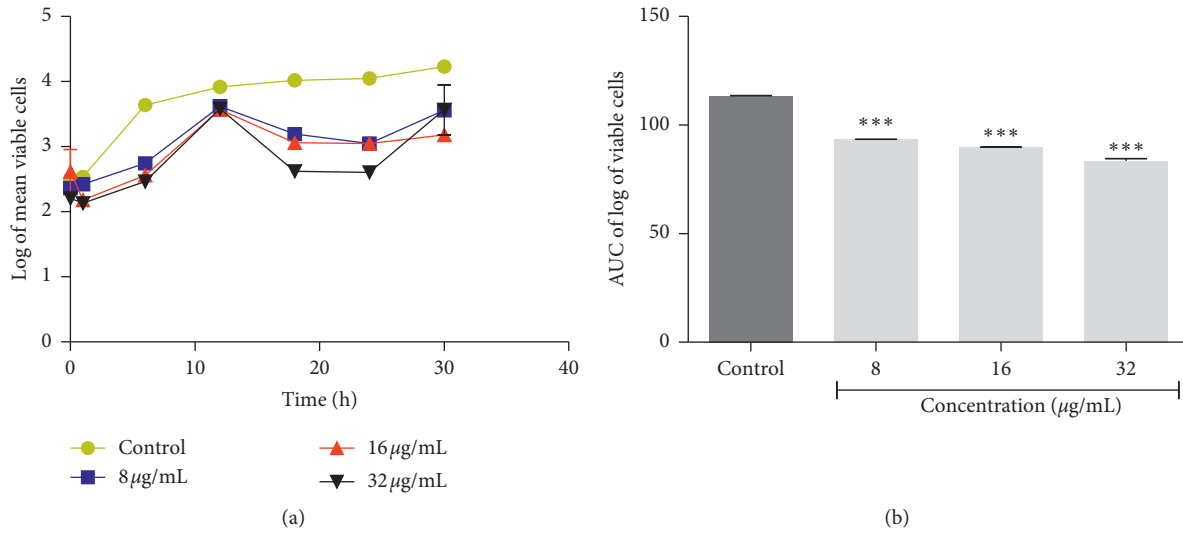 5
4
3
2
1
0
Log of mean viable cells
0 10 20 30 40
Time (h)
Control
8 μg/mL
16 μg/mL
32 μg/mL
(a)
150
100
50
0
AUC of log of viable cells
***
***
***
Control 8 16 32
Concentration (μg/mL)
(b)